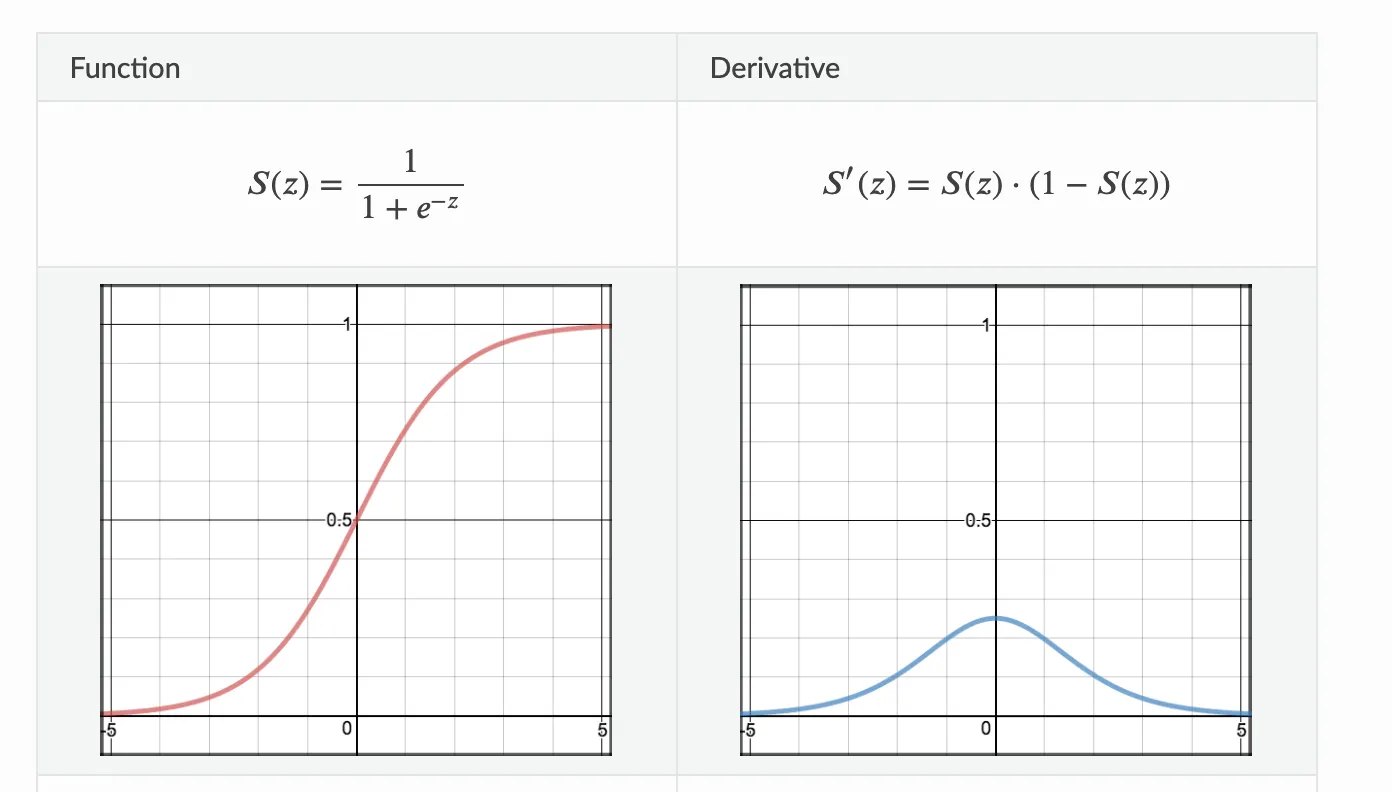 Function
Derivative
S(z) = 1 / (1 + e^{−z})
S′(z) = S(z) · (1 − S(z))
1
0.5
-5 0 5
1
0.5
-5 0 5